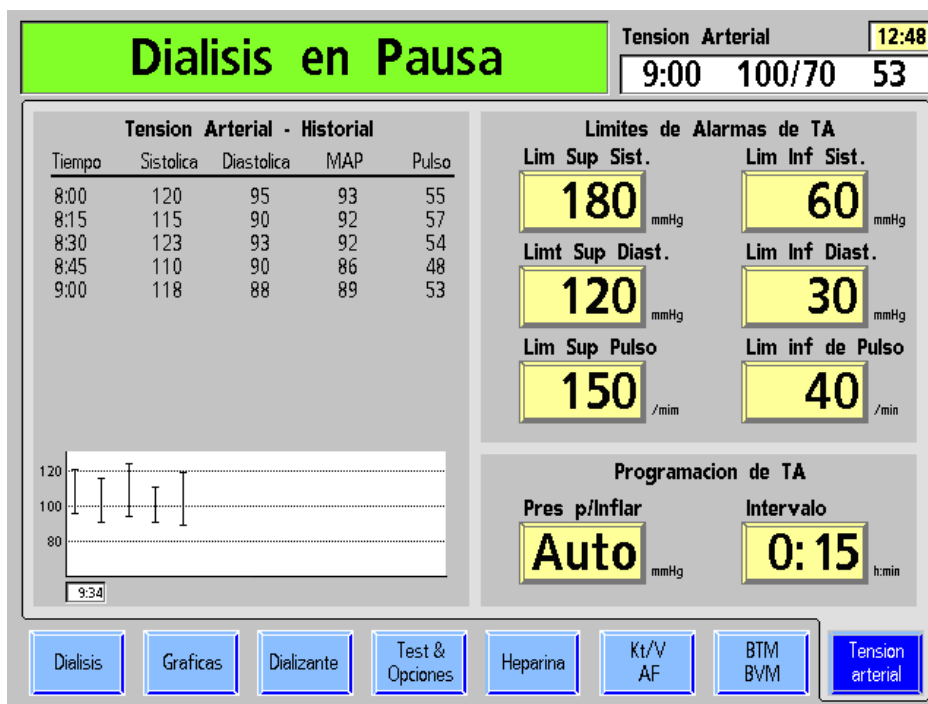 Dialisis en Pausa
Tension Arterial 12:48
9:00 100/70 53
Tension Arterial - Historial
Tiempo Sistolica Diastolica MAP Pulso
8:00 120 95 93 55
8:15 115 90 92 57
8:30 123 93 92 54
8:45 110 90 86 48
9:00 118 88 89 53
120
100
80
9:34
Limites de Alarmas de TA
Lim Sup Sist. Lim Inf Sist.
180 mmHg 60 mmHg
Limt Sup Diast. Lim Inf Diast.
120 mmHg 30 mmHg
Lim Sup Pulso Lim inf de Pulso
150 /mim 40 /min
Programacion de TA
Pres p/Inflar Intervalo
Auto mmHg 0:15 h:min
Dialisis
Graficas
Dializante
Test &
Opciones
Heparina
Kt/V
AF
BTM
BVM
Tension
arterial